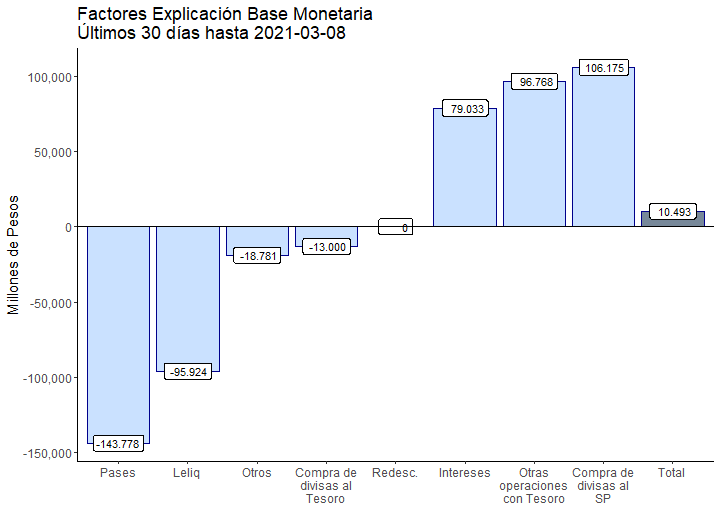 Factores Explicación Base Monetaria
Últimos 30 días hasta 2021-03-08
Millones de Pesos
100,000
50,000
0
-50,000
-100,000
-150,000
-143.778
-95.924
-18.781
-13.000
0
79.033
96.768
106.175
10.493
Pases
Leliq
Otros
Compra de
divisas al
Tesoro
Redesc.
Intereses
Otras
operaciones
con Tesoro
Compra de
divisas al
SP
Total